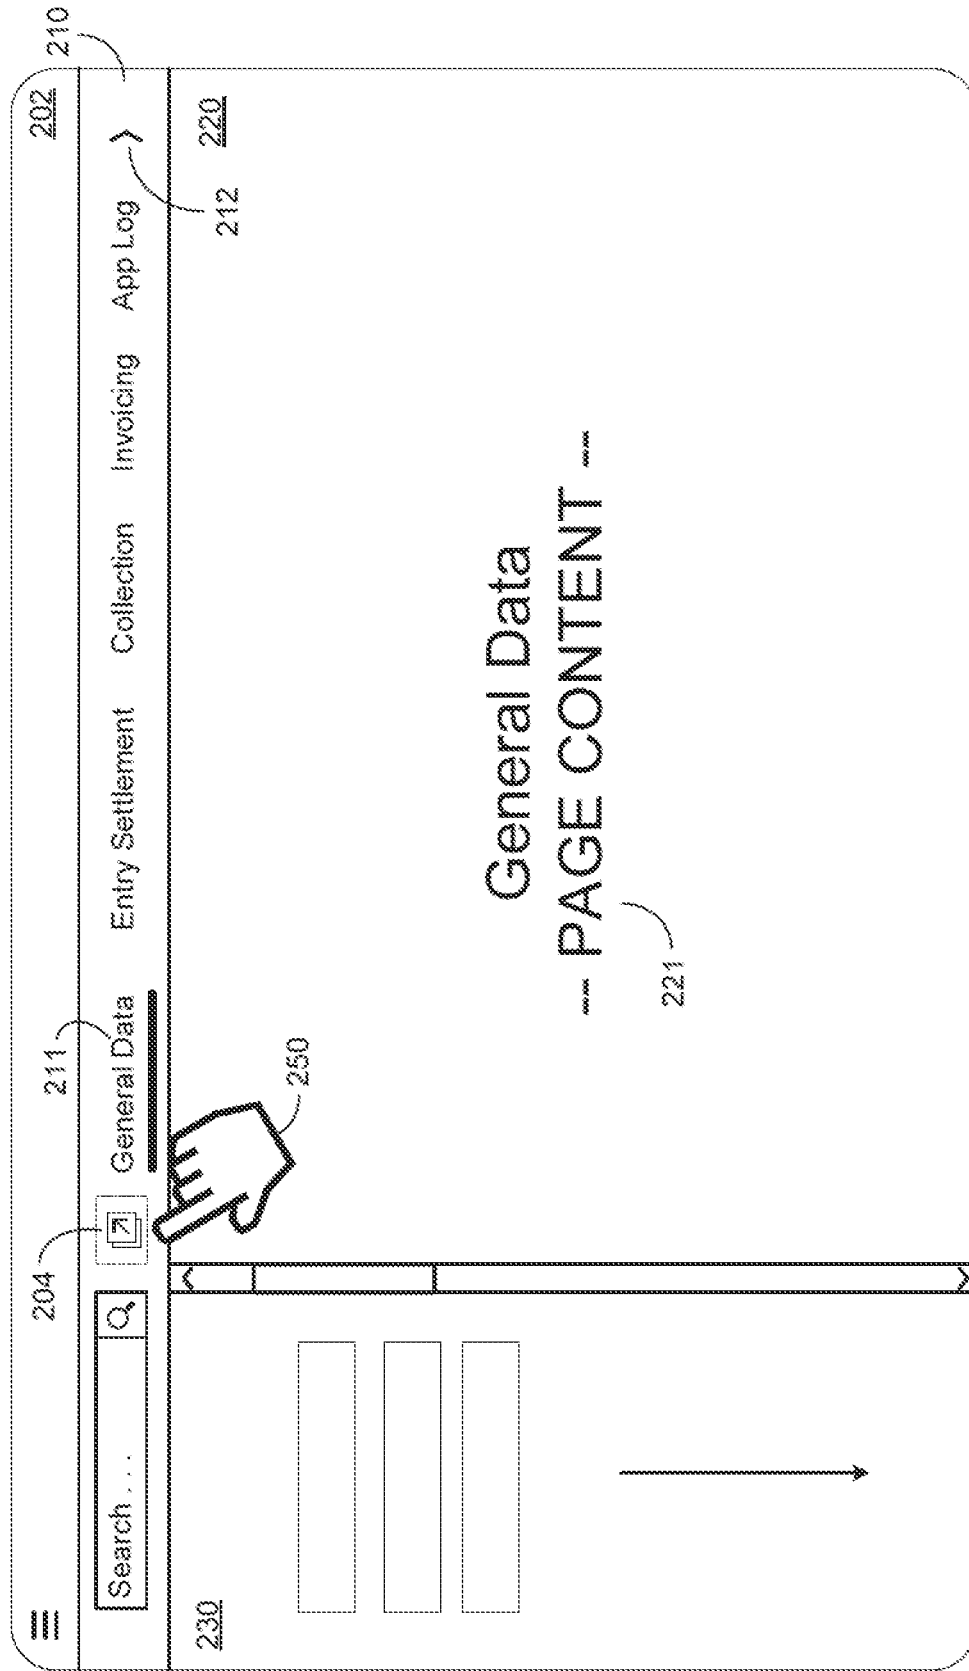 202
210
211
204
Search . . .
General Data
Entry Settlement
Collection
Invoicing
App Log
212
230
250
220
General Data
-- PAGE CONTENT --
221